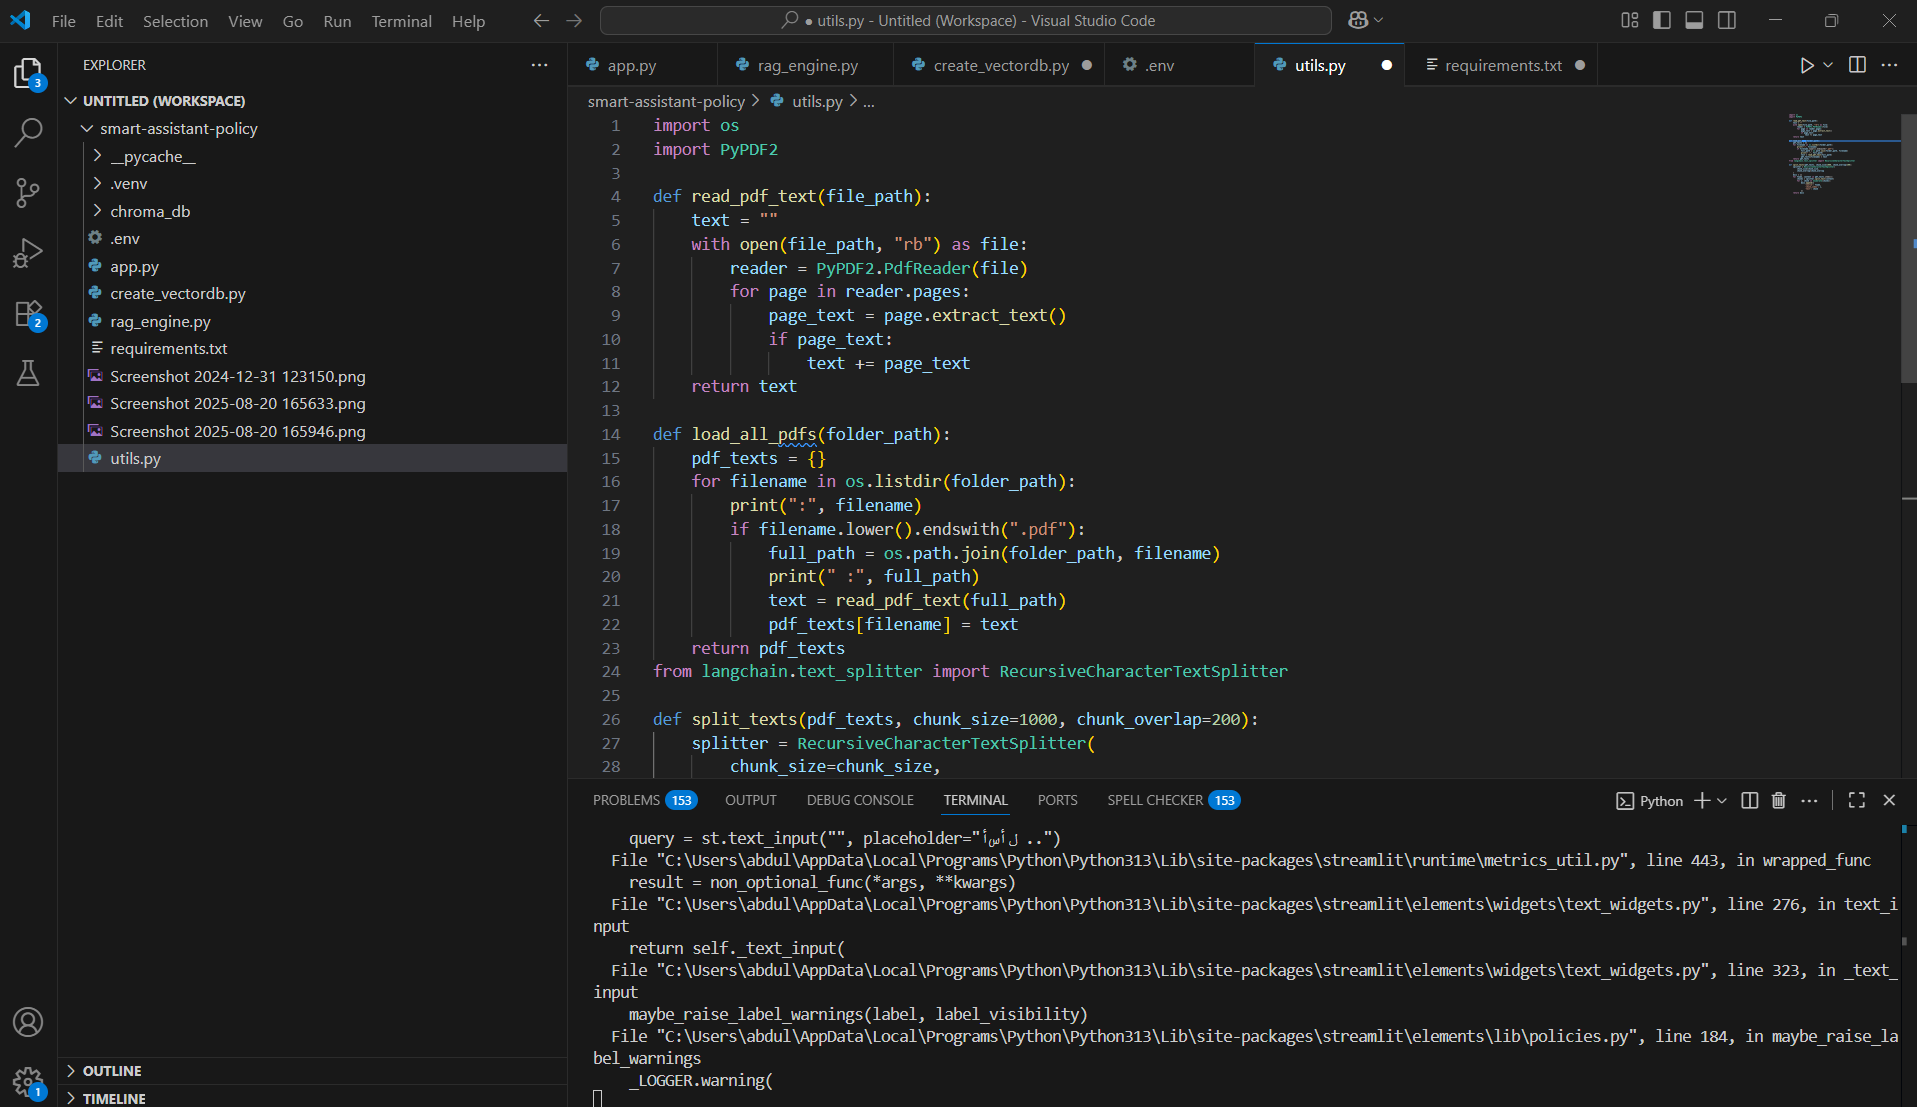 File Edit Selection View Go Run Terminal Help
utils.py - Untitled (Workspace) - Visual Studio Code
3
2
1
EXPLORER
UNTITLED (WORKSPACE)
smart-assistant-policy
__pycache__
.venv
chroma_db
.env
app.py
create_vectordb.py
rag_engine.py
requirements.txt
Screenshot 2024-12-31 123150.png
Screenshot 2025-08-20 165633.png
Screenshot 2025-08-20 165946.png
utils.py
OUTLINE
TIMELINE
app.py rag_engine.py create_vectordb.py .env utils.py requirements.txt
smart-assistant-policy > utils.py > ...
1 import os
2 import PyPDF2
3
4 def read_pdf_text(file_path):
5 text = ""
6 with open(file_path, "rb") as file:
7 reader = PyPDF2.PdfReader(file)
8 for page in reader.pages:
9 page_text = page.extract_text()
10 if page_text:
11 text += page_text
12 return text
13
14 def load_all_pdfs(folder_path):
15 pdf_texts = {}
16 for filename in os.listdir(folder_path):
17 print(":", filename)
18 if filename.lower().endswith(".pdf"):
19 full_path = os.path.join(folder_path, filename)
20 print(" :", full_path)
21 text = read_pdf_text(full_path)
22 pdf_texts[filename] = text
23 return pdf_texts
24 from langchain.text_splitter import RecursiveCharacterTextSplitter
25
26 def split_texts(pdf_texts, chunk_size=1000, chunk_overlap=200):
27 splitter = RecursiveCharacterTextSplitter(
28 chunk_size=chunk_size,
PROBLEMS 153 OUTPUT DEBUG CONSOLE TERMINAL PORTS SPELL CHECKER 153 Python
query = st.text_input("", placeholder="أسأل ..")
File "C:\Users\abdul\AppData\Local\Programs\Python\Python313\Lib\site-packages\streamlit\runtime\metrics_util.py", line 443, in wrapped_func
result = non_optional_func(*args, **kwargs)
File "C:\Users\abdul\AppData\Local\Programs\Python\Python313\Lib\site-packages\streamlit\elements\widgets\text_widgets.py", line 276, in text_i
nput
return self._text_input(
File "C:\Users\abdul\AppData\Local\Programs\Python\Python313\Lib\site-packages\streamlit\elements\widgets\text_widgets.py", line 323, in _text_
input
maybe_raise_label_warnings(label, label_visibility)
File "C:\Users\abdul\AppData\Local\Programs\Python\Python313\Lib\site-packages\streamlit\elements\lib\policies.py", line 184, in maybe_raise_la
bel_warnings
_LOGGER.warning(